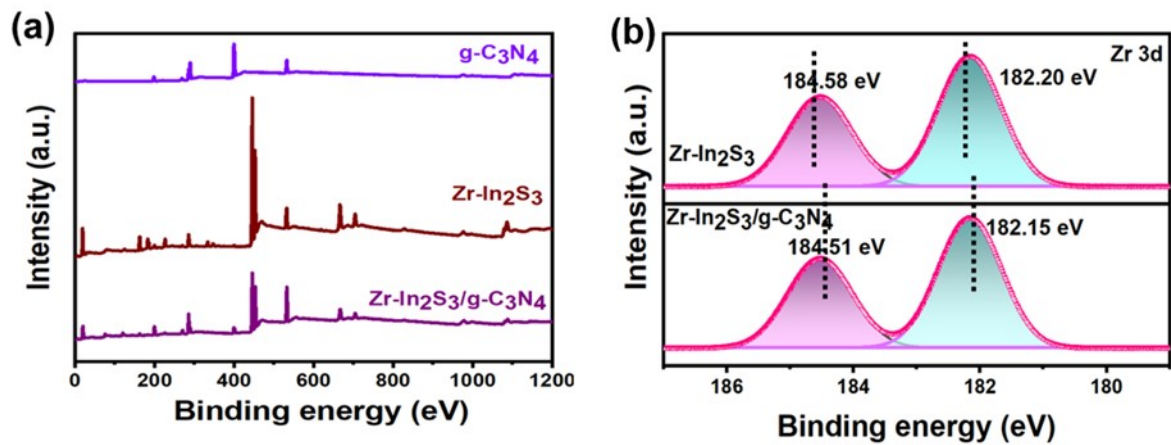 (a)
g-C₃N₄
Zr-In₂S₃
Zr-In₂S₃/g-C₃N₄
Intensity (a.u.)
0 200 400 600 800 1000 1200
Binding energy (eV)
(b)
Zr 3d
184.58 eV
182.20 eV
Zr-In₂S₃
Zr-In₂S₃/g-C₃N₄
184.51 eV
182.15 eV
Intensity (a.u.)
186 184 182 180
Binding energy (eV)